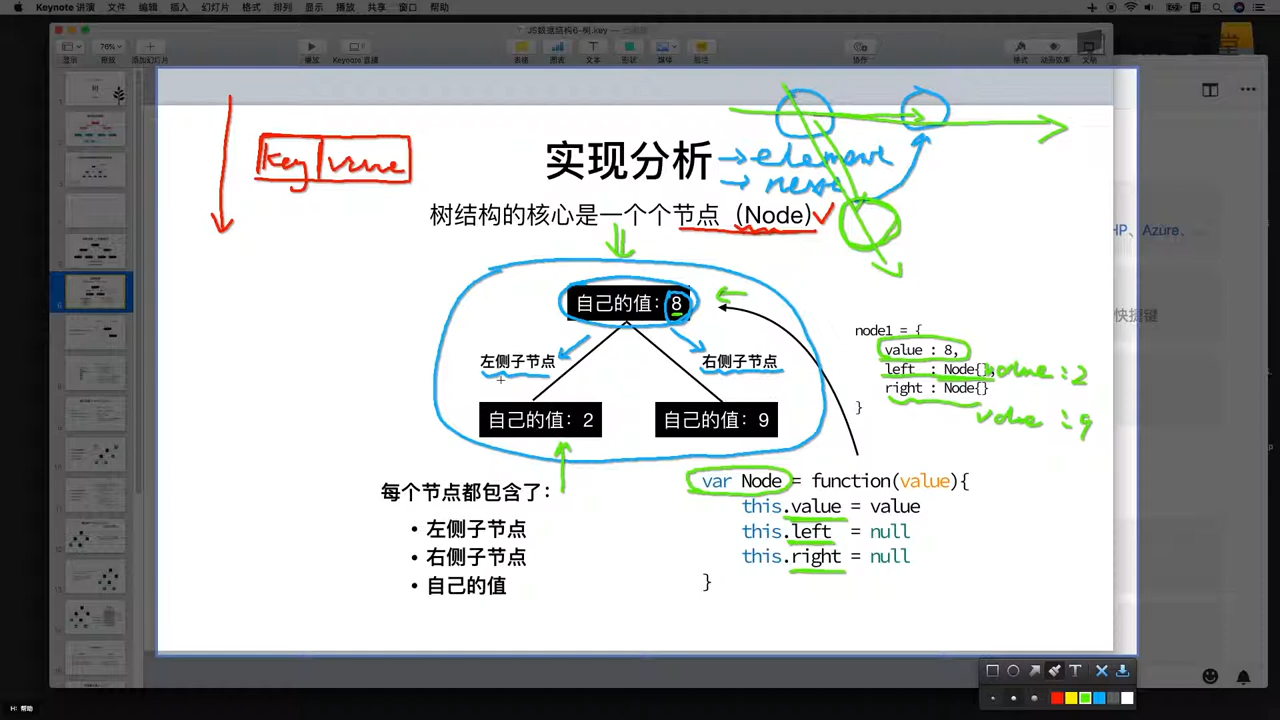 Keynote 讲演 文件 编辑 插入 幻灯片 格式 排列 显示 播放 共享 窗口 帮助
JS数据结构6-树.key
76%
显示 缩放 添加幻灯片 播放 Keynote 直播 表格 图表 文本 形状 媒体 批注 协作 格式 动画效果 文稿
key value
实现分析
→ element
→ next
树结构的核心是一个个节点（Node）
自己的值：8
左侧子节点
右侧子节点
自己的值：2
自己的值：9
node1 = {
value : 8,
left : Node{}, value : 2
right : Node{}
value : 9
}
每个节点都包含了：
• 左侧子节点
• 右侧子节点
• 自己的值
var Node = function(value){
this.value = value
this.left = null
this.right = null
}
HP、Azure、
快捷键
H: 帮助